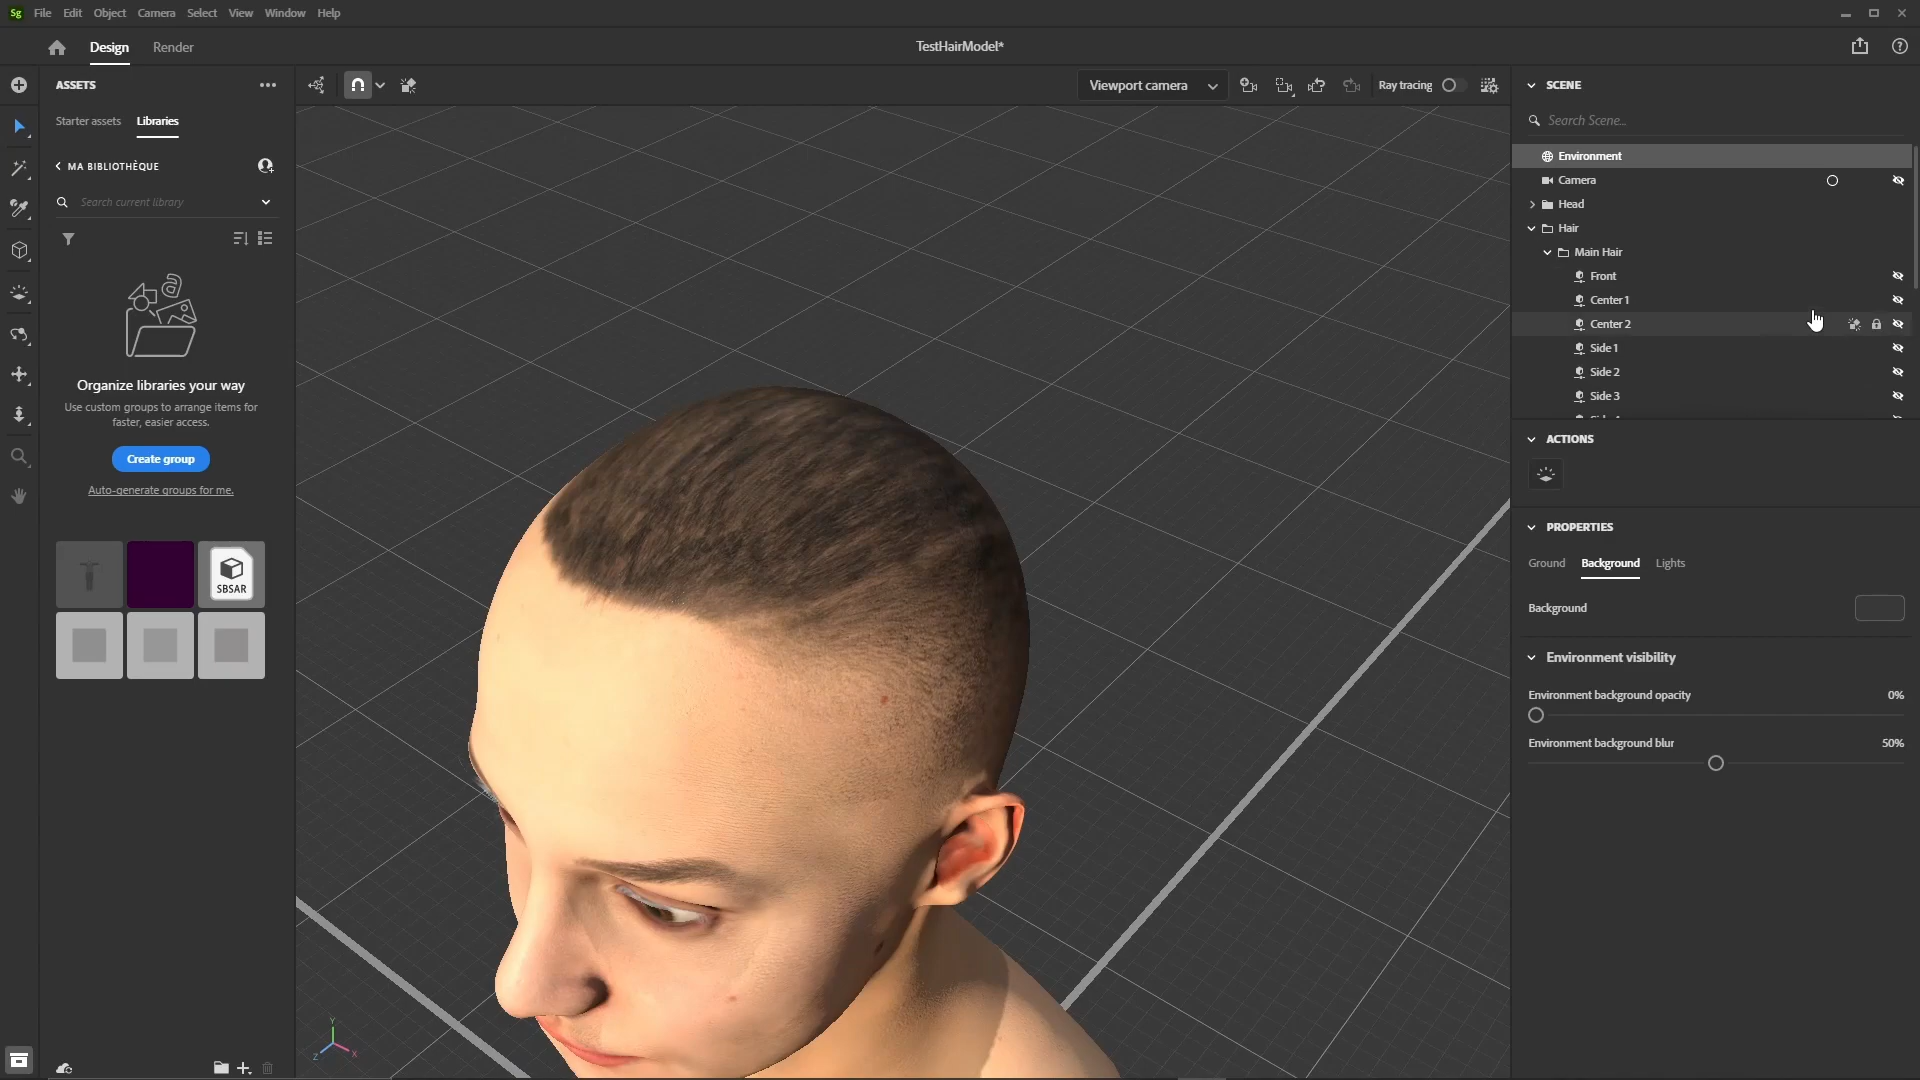 Sg File Edit Object Camera Select View Window Help
Design Render TestHairModel*
ASSETS
Starter assets Libraries
MA BIBLIOTHÈQUE
Search current library
Organize libraries your way
Use custom groups to arrange items for
faster, easier access.
Create group
Auto-generate groups for me.
SBSAR
Viewport camera Ray tracing
Y
Z X
SCENE
Search Scene...
Environment
Camera
Head
Hair
Main Hair
Front
Center 1
Center 2
Side 1
Side 2
Side 3
ACTIONS
PROPERTIES
Ground Background Lights
Background
Environment visibility
Environment background opacity 0%
Environment background blur 50%